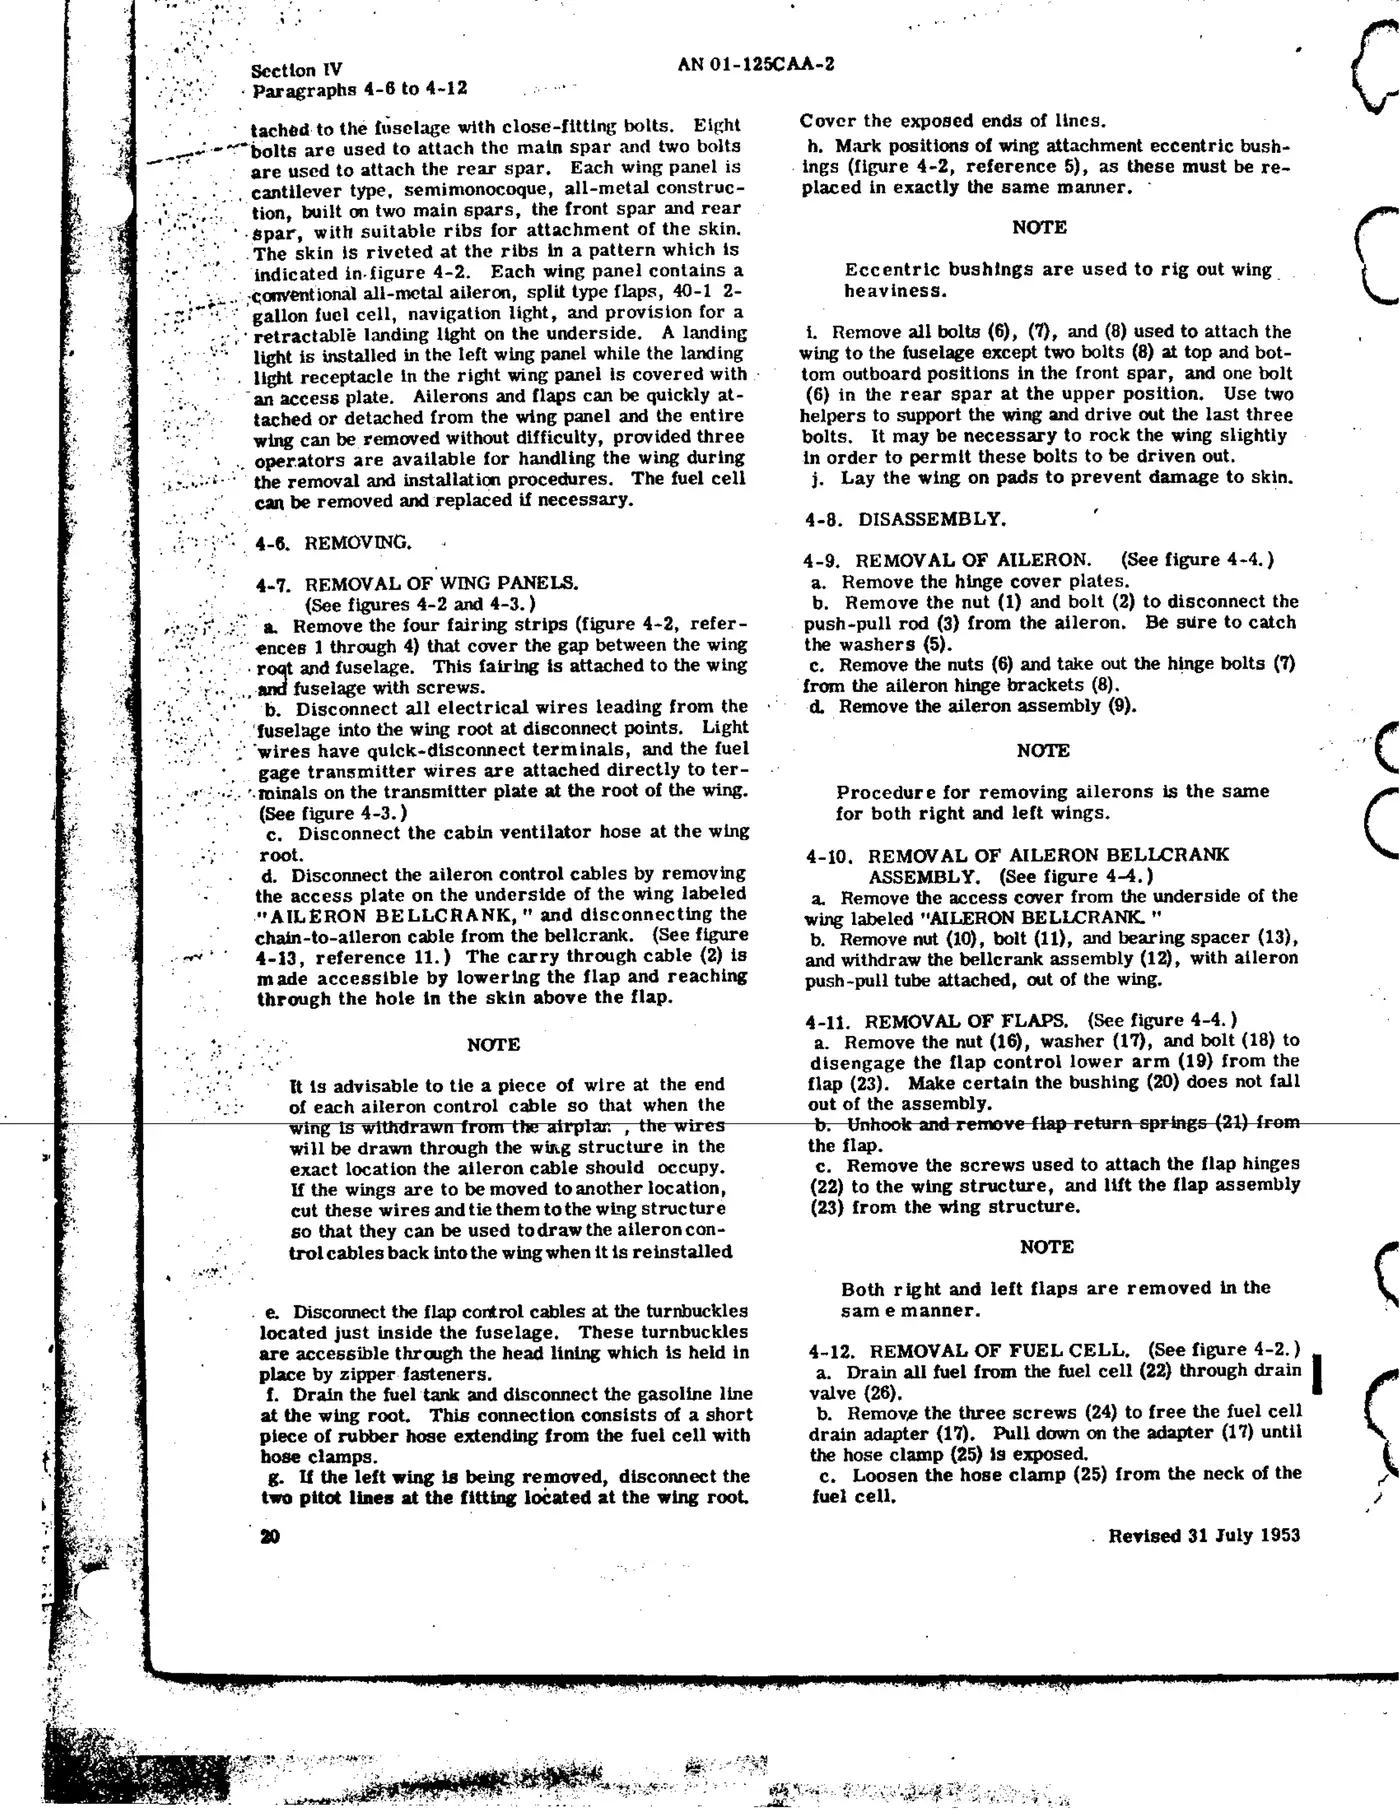 Section IV
Paragraphs 4-6 to 4-12
AN 01-125CAA-2
tached to the fuselage with close-fitting bolts. Eight
bolts are used to attach the main spar and two bolts
are used to attach the rear spar. Each wing panel is
cantilever type, semimonocoque, all-metal construc-
tion, built on two main spars, the front spar and rear
spar, with suitable ribs for attachment of the skin.
The skin is riveted at the ribs in a pattern which is
indicated in figure 4-2. Each wing panel contains a
conventional all-metal aileron, split type flaps, 40-1 2-
gallon fuel cell, navigation light, and provision for a
retractable landing light on the underside. A landing
light is installed in the left wing panel while the landing
light receptacle in the right wing panel is covered with
an access plate. Ailerons and flaps can be quickly at-
tached or detached from the wing panel and the entire
wing can be removed without difficulty, provided three
operators are available for handling the wing during
the removal and installation procedures. The fuel cell
can be removed and replaced if necessary.
4-6. REMOVING.
4-7. REMOVAL OF WING PANELS.
(See figures 4-2 and 4-3.)
a. Remove the four fairing strips (figure 4-2, refer-
ences 1 through 4) that cover the gap between the wing
root and fuselage. This fairing is attached to the wing
and fuselage with screws.
b. Disconnect all electrical wires leading from the
fuselage into the wing root at disconnect points. Light
wires have quick-disconnect terminals, and the fuel
gage transmitter wires are attached directly to ter-
minals on the transmitter plate at the root of the wing.
(See figure 4-3.)
c. Disconnect the cabin ventilator hose at the wing
root.
d. Disconnect the aileron control cables by removing
the access plate on the underside of the wing labeled
"AILERON BELLCRANK," and disconnecting the
chain-to-aileron cable from the bellcrank. (See figure
4-13, reference 11.) The carry through cable (2) is
made accessible by lowering the flap and reaching
through the hole in the skin above the flap.
NOTE
It is advisable to tie a piece of wire at the end
of each aileron control cable so that when the
wing is withdrawn from the airplan , the wires
will be drawn through the wing structure in the
exact location the aileron cable should occupy.
If the wings are to be moved to another location,
cut these wires and tie them to the wing structure
so that they can be used to draw the aileron con-
trol cables back into the wing when it is reinstalled
e. Disconnect the flap control cables at the turnbuckles
located just inside the fuselage. These turnbuckles
are accessible through the head lining which is held in
place by zipper fasteners.
f. Drain the fuel tank and disconnect the gasoline line
at the wing root. This connection consists of a short
piece of rubber hose extending from the fuel cell with
hose clamps.
g. If the left wing is being removed, disconnect the
two pitot lines at the fitting located at the wing root.
Cover the exposed ends of lines.
h. Mark positions of wing attachment eccentric bush-
ings (figure 4-2, reference 5), as these must be re-
placed in exactly the same manner.
NOTE
Eccentric bushings are used to rig out wing
heaviness.
i. Remove all bolts (6), (7), and (8) used to attach the
wing to the fuselage except two bolts (8) at top and bot-
tom outboard positions in the front spar, and one bolt
(6) in the rear spar at the upper position. Use two
helpers to support the wing and drive out the last three
bolts. It may be necessary to rock the wing slightly
in order to permit these bolts to be driven out.
j. Lay the wing on pads to prevent damage to skin.
4-8. DISASSEMBLY.
4-9. REMOVAL OF AILERON. (See figure 4-4.)
a. Remove the hinge cover plates.
b. Remove the nut (1) and bolt (2) to disconnect the
push-pull rod (3) from the aileron. Be sure to catch
the washers (5).
c. Remove the nuts (6) and take out the hinge bolts (7)
from the aileron hinge brackets (8).
d. Remove the aileron assembly (9).
NOTE
Procedure for removing ailerons is the same
for both right and left wings.
4-10. REMOVAL OF AILERON BELLCRANK
ASSEMBLY. (See figure 4-4.)
a. Remove the access cover from the underside of the
wing labeled "AILERON BELLCRANK."
b. Remove nut (10), bolt (11), and bearing spacer (13),
and withdraw the bellcrank assembly (12), with aileron
push-pull tube attached, out of the wing.
4-11. REMOVAL OF FLAPS. (See figure 4-4.)
a. Remove the nut (16), washer (17), and bolt (18) to
disengage the flap control lower arm (19) from the
flap (23). Make certain the bushing (20) does not fall
out of the assembly.
b. Unhook and remove flap return springs (21) from
the flap.
c. Remove the screws used to attach the flap hinges
(22) to the wing structure, and lift the flap assembly
(23) from the wing structure.
NOTE
Both right and left flaps are removed in the
same manner.
4-12. REMOVAL OF FUEL CELL. (See figure 4-2.)
a. Drain all fuel from the fuel cell (22) through drain
valve (26).
b. Remove the three screws (24) to free the fuel cell
drain adapter (17). Pull down on the adapter (17) until
the hose clamp (25) is exposed.
c. Loosen the hose clamp (25) from the neck of the
fuel cell.
20
Revised 31 July 1953